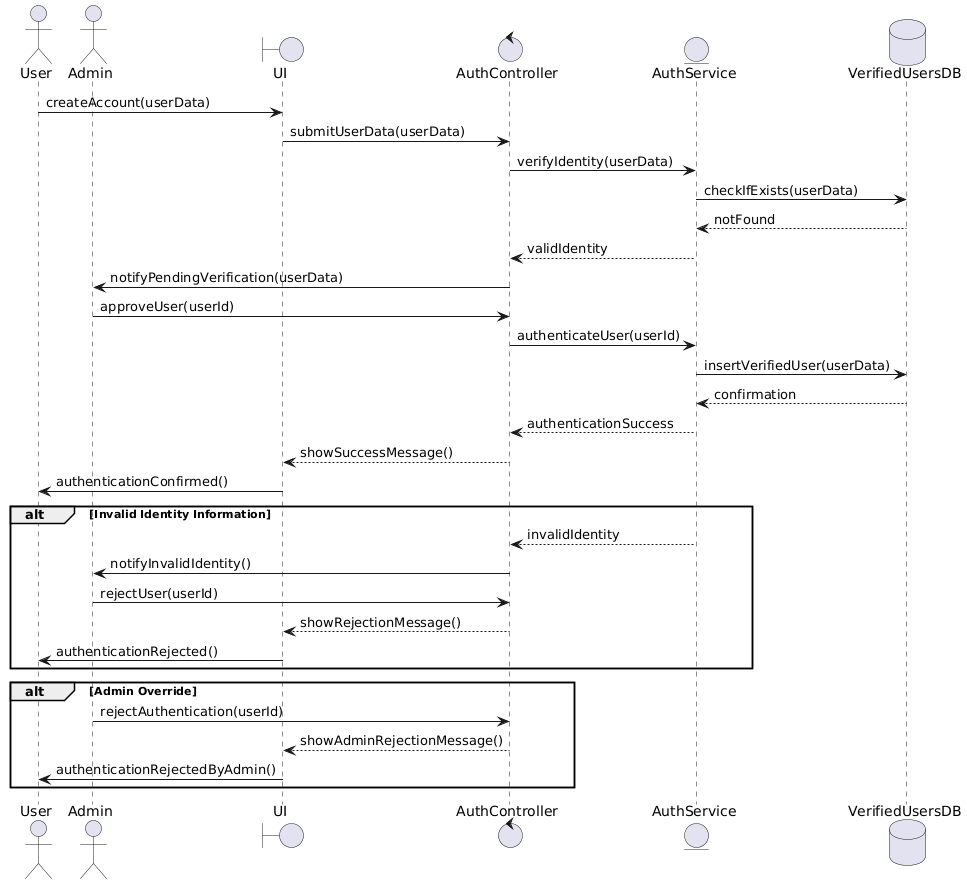 User Admin UI AuthController AuthService VerifiedUsersDB
createAccount(userData)
submitUserData(userData)
verifyIdentity(userData)
checkIfExists(userData)
notFound
validIdentity
notifyPendingVerification(userData)
approveUser(userId)
authenticateUser(userId)
insertVerifiedUser(userData)
confirmation
authenticationSuccess
showSuccessMessage()
authenticationConfirmed()
alt [Invalid Identity Information]
invalidIdentity
notifyInvalidIdentity()
rejectUser(userId)
showRejectionMessage()
authenticationRejected()
alt [Admin Override]
rejectAuthentication(userId)
showAdminRejectionMessage()
authenticationRejectedByAdmin()
User Admin UI AuthController AuthService VerifiedUsersDB